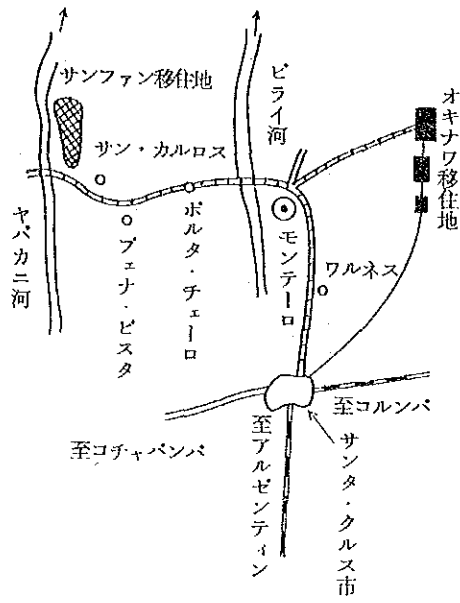 サンファン移住地
ピライ河
オキナワ移住地
サン・カルロス
ヤパカニ河
ブェナ・ビスタ
ポルタ・チェーロ
モンテーロ
ワルネス
至コチャバンバ
至アルゼンティン
至コルンバ
サンタ・クルス市